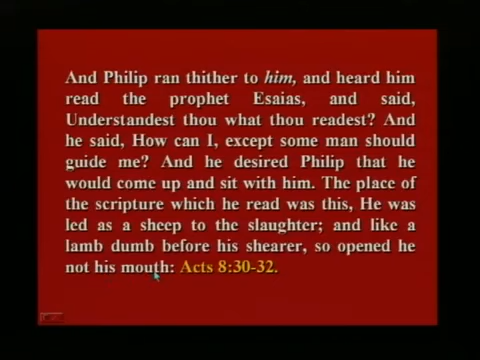 And Philip ran thither to him, and heard him
read the prophet Esaias, and said,
Understandest thou what thou readest? And
he said, How can I, except some man should
guide me? And he desired Philip that he
would come up and sit with him. The place of
the scripture which he read was this, He was
led as a sheep to the slaughter; and like a
lamb dumb before his shearer, so opened he
not his mouth: Acts 8:30-32.